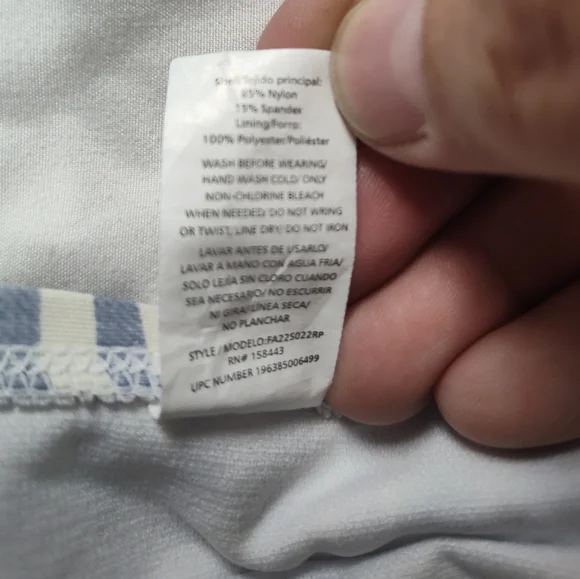 Shell/Tejido principal:
85% Nylon
15% Spandex
Lining/Forro:
100% Polyester/Poliéster
WASH BEFORE WEARING/
HAND WASH COLD/ ONLY
NON-CHLORINE BLEACH
WHEN NEEDED/ DO NOT WRING
OR TWIST, LINE DRY/ DO NOT IRON
LAVAR ANTES DE USARLO/
LAVAR A MANO CON AGUA FRIA/
SOLO LEJIA SIN CLORO CUANDO
SEA NECESARIO/ NO ESCURRIR
NI GIRA/LINEA SECA/
NO PLANCHAR
STYLE / MODELO:FA22S022RP
RN# 158443
UPC NUMBER 196385006499